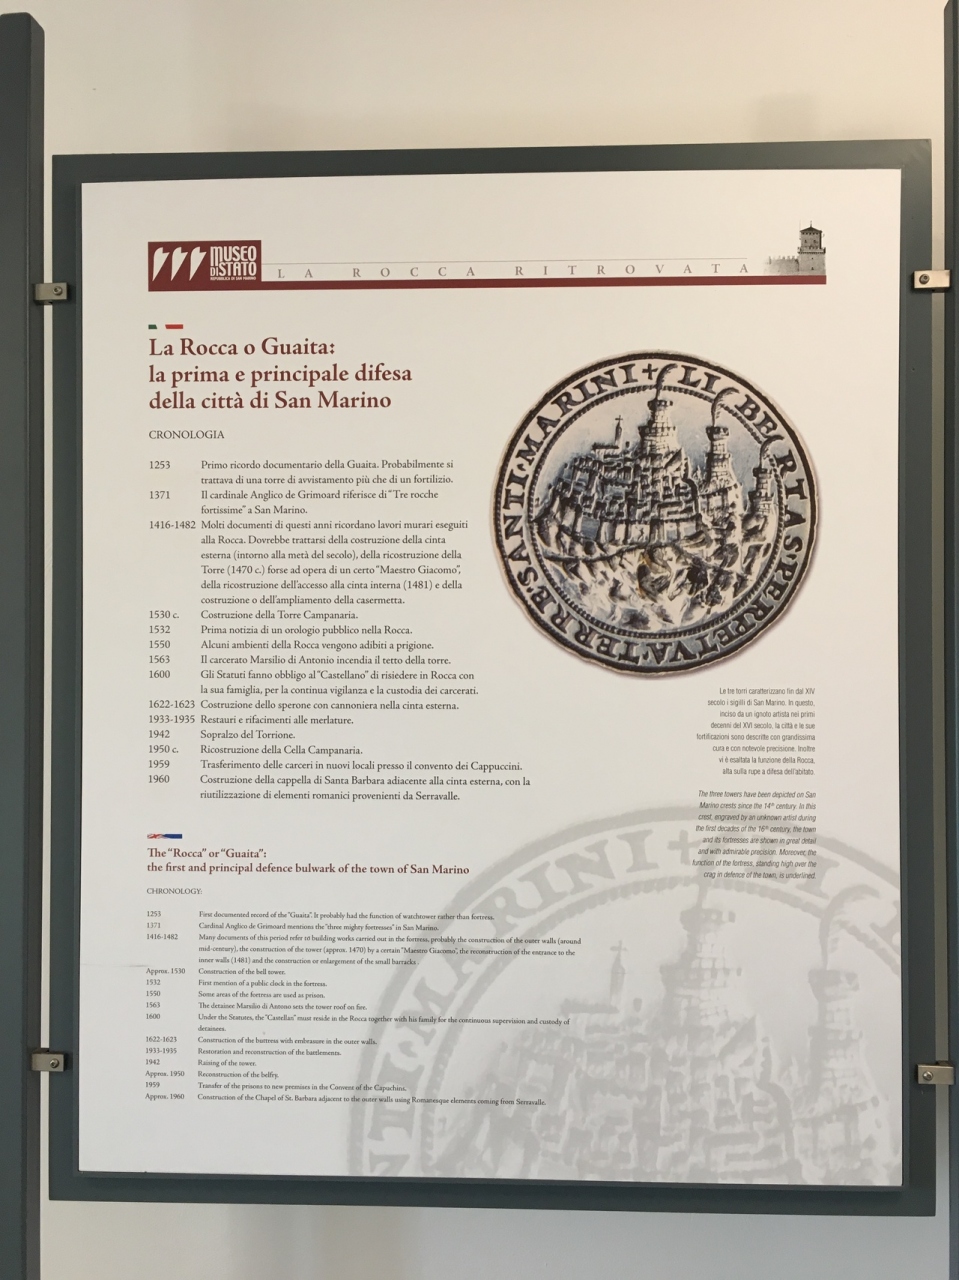 MUSEO
DI STATO
REPUBBLICA DI SAN MARINO
LA ROCCA RITROVATA
La Rocca o Guaita:
la prima e principale difesa
della città di San Marino
CRONOLOGIA
1253 Primo ricordo documentario della Guaita. Probabilmente si
trattava di una torre di avvistamento più che di un fortilizio.
1371 Il cardinale Anglico de Grimoard riferisce di "Tre rocche
fortissime" a San Marino.
1416-1482 Molti documenti di questi anni ricordano lavori murari eseguiti
alla Rocca. Dovrebbe trattarsi della costruzione della cinta
esterna (intorno alla metà del secolo), della ricostruzione della
Torre (1470 c.) forse ad opera di un certo "Maestro Giacomo",
della ricostruzione dell'accesso alla cinta interna (1481) e della
costruzione o dell'ampliamento della casermetta.
1530 c. Costruzione della Torre Campanaria.
1532 Prima notizia di un orologio pubblico nella Rocca.
1550 Alcuni ambienti della Rocca vengono adibiti a prigione.
1563 Il carcerato Marsilio di Antonio incendia il tetto della torre.
1600 Gli Statuti fanno obbligo al "Castellano" di risiedere in Rocca con
la sua famiglia, per la continua vigilanza e la custodia dei carcerati.
1622-1623 Costruzione dello sperone con cannoniera nella cinta esterna.
1933-1935 Restauri e rifacimenti alle merlature.
1942 Sopralzo del Torrione.
1950 c. Ricostruzione della Cella Campanaria.
1959 Trasferimento delle carceri in nuovi locali presso il convento dei Cappuccini.
1960 Costruzione della cappella di Santa Barbara adiacente alla cinta esterna, con la
riutilizzazione di elementi romanici provenienti da Serravalle.
LIBERTAS PERPETVA TERRE SANTI MARINI
Le tre torri caratterizzano fin dal XIV
secolo i sigilli di San Marino. In questo,
inciso da un ignoto artista nei primi
decenni del XVI secolo, la città e le sue
fortificazioni sono descritte con grandissima
cura e con notevole precisione. Inoltre
vi è esaltata la funzione della Rocca,
alta sulla rupe a difesa dell'abitato.
The three towers have been depicted on San
Marino crests since the 14th century. In this
crest, engraved by an unknown artist during
the first decades of the 16th century, the town
and its fortresses are shown in great detail
and with admirable precision. Moreover, the
function of the fortress, standing high over the
crag in defence of the town, is underlined.
The "Rocca" or "Guaita":
the first and principal defence bulwark of the town of San Marino
CHRONOLOGY:
1253 First documented record of the "Guaita". It probably had the function of watchtower rather than fortress.
1371 Cardinal Anglico de Grimoard mentions the "three mighty fortresses" in San Marino.
1416-1482 Many documents of this period refer to building works carried out in the fortress, probably the construction of the outer walls (around
mid-century), the construction of the tower (approx. 1470) by a certain "Maestro Giacomo", the reconstruction of the entrance to the
inner walls (1481) and the construction or enlargement of the small barracks.
Approx. 1530 Construction of the bell tower.
1532 First mention of a public clock in the fortress.
1550 Some areas of the fortress are used as prison.
1563 The detainee Marsilio di Antonio sets the tower roof on fire.
1600 Under the Statutes, the "Castellan" must reside in the Rocca together with his family for the continuous supervision and custody of
detainees.
1622-1623 Construction of the buttress with embrasure in the outer walls.
1933-1935 Restoration and reconstruction of the battlements.
1942 Raising of the tower.
Approx. 1950 Reconstruction of the belfry.
1959 Transfer of the prisons to new premises in the Convent of the Capuchins.
Approx. 1960 Construction of the Chapel of St. Barbara adjacent to the outer walls using Romanesque elements coming from Serravalle.